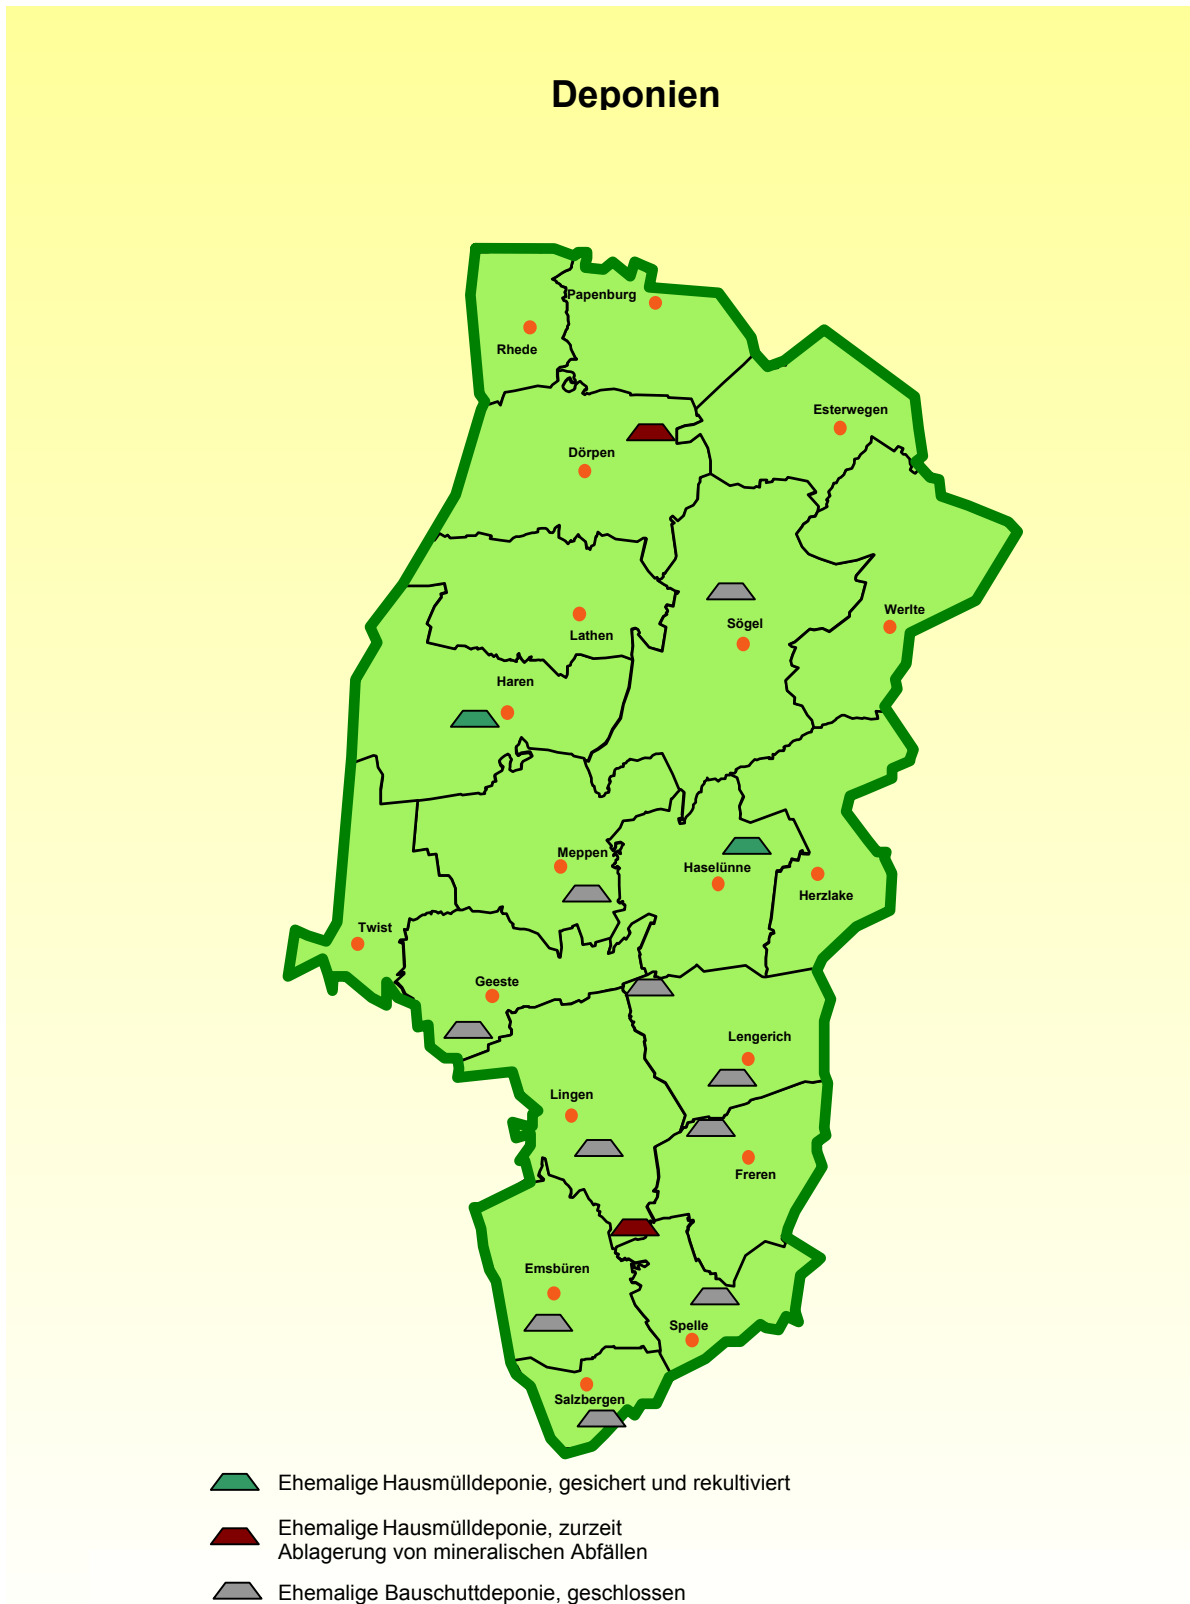 Deponien
Papenburg
Rhede
Esterwegen
Dörpen
Werlte
Sögel
Lathen
Haren
Meppen
Haselünne
Herzlake
Twist
Geeste
Lengerich
Lingen
Freren
Emsbüren
Spelle
Salzbergen
Ehemalige Hausmülldeponie, gesichert und rekultiviert
Ehemalige Hausmülldeponie, zurzeit
Ablagerung von mineralischen Abfällen
Ehemalige Bauschuttdeponie, geschlossen